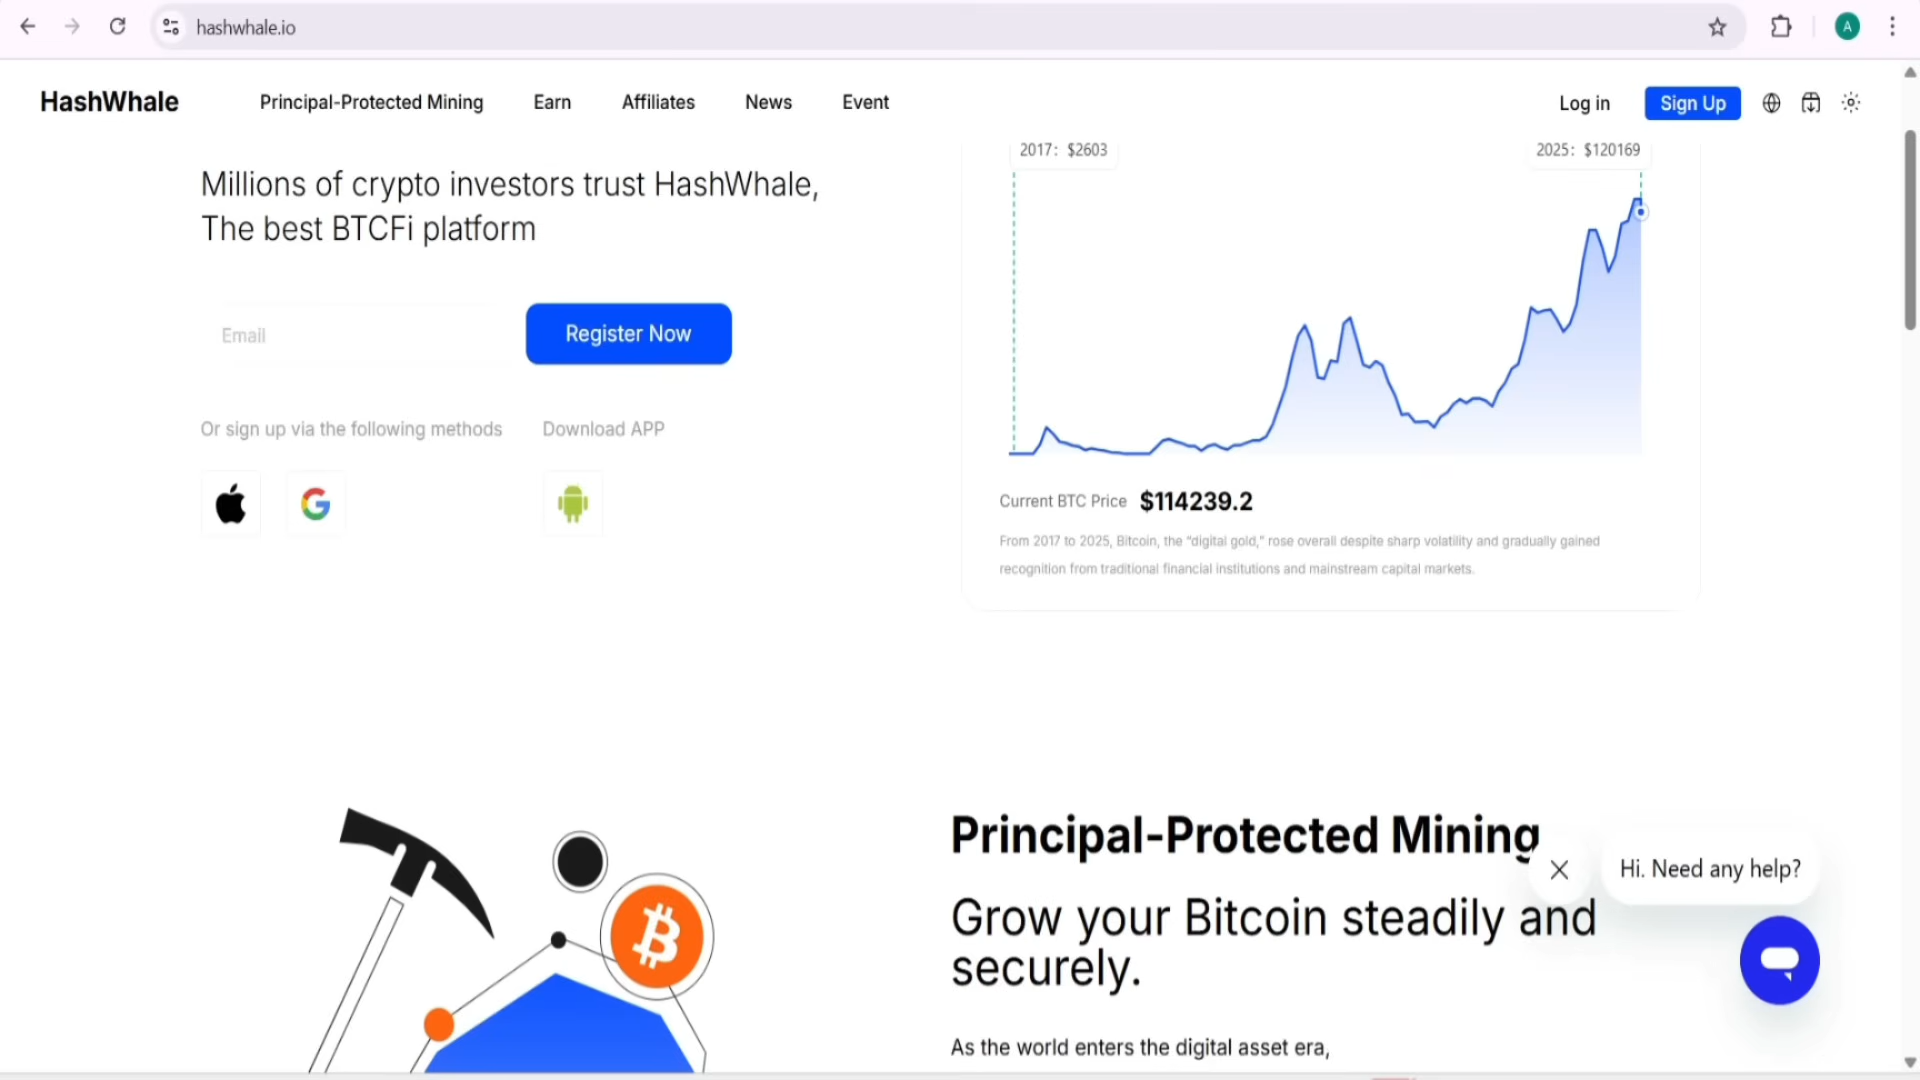 hashwhale.io
A
HashWhale
Principal-Protected Mining
Earn
Affiliates
News
Event
Log in
Sign Up
Millions of crypto investors trust HashWhale,
The best BTCFi platform
Email
Register Now
Or sign up via the following methods
Download APP
2017: $2603
2025: $120169
Current BTC Price $114239.2
From 2017 to 2025, Bitcoin, the “digital gold,” rose overall despite sharp volatility and gradually gained
recognition from traditional financial institutions and mainstream capital markets.
Principal-Protected Mining
Grow your Bitcoin steadily and
securely.
As the world enters the digital asset era,
Hi. Need any help?